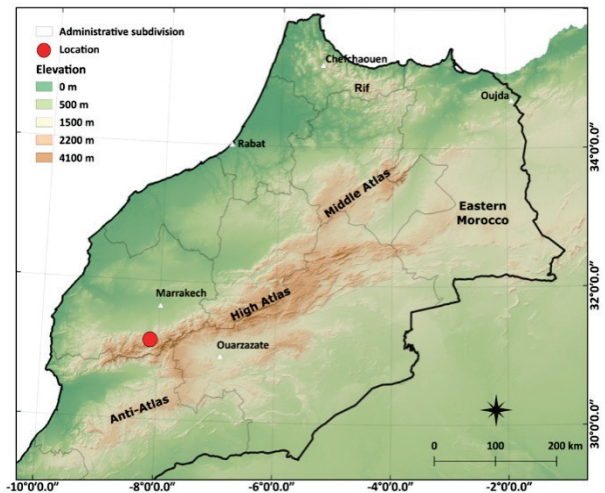 Administrative subdivision
Location
Elevation
0 m
500 m
1500 m
2200 m
4100 m
Chefchaouen
Rif
Oujda
Rabat
34°0'0.0"
Middle Atlas
Eastern
Morocco
Marrakech
High Atlas
32°0'0.0"
Ouarzazate
Anti-Atlas
30°0'0.0"
0 100 200 km
-10°0'0.0" -8°0'0.0" -6°0'0.0" -4°0'0.0" -2°0'0.0"